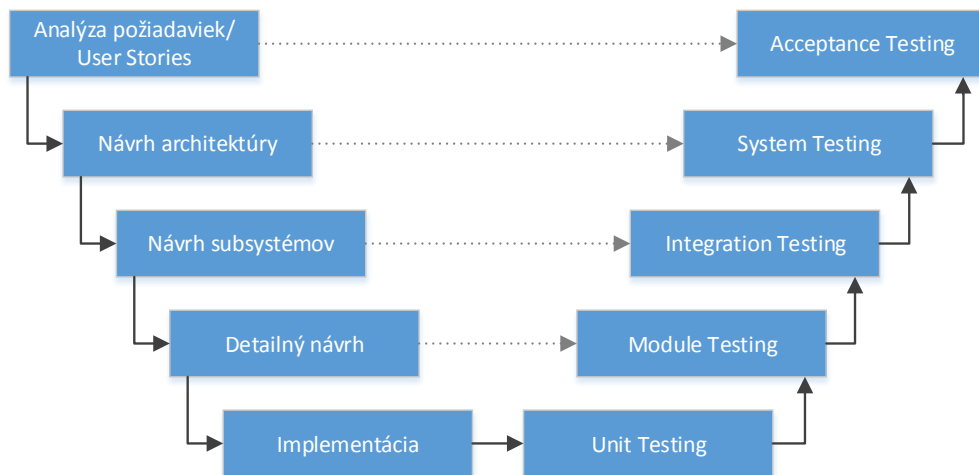 Analýza požiadaviek/
User Stories
Acceptance Testing
Návrh architektúry
System Testing
Návrh subsystémov
Integration Testing
Detailný návrh
Module Testing
Implementácia
Unit Testing